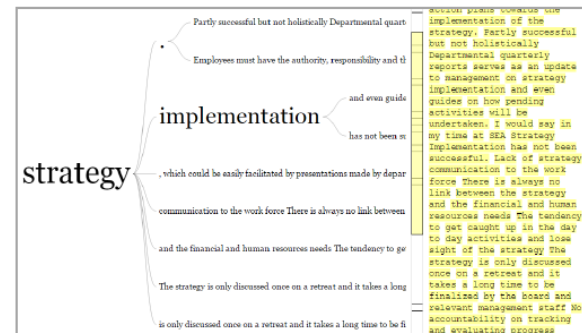 Partly successful but not holistically Departmental quart
.
Employees must have the authority, responsibility and th
and even guide
implementation
has not been su
strategy
, which could be easily facilitated by presentations made by depar
communication to the work force There is always no link between
and the financial and human resources needs The tendency to ge
The strategy is only discussed once on a retreat and it takes a long
is only discussed once on a retreat and it takes a long time to be fi
action plans towards the
implementation of the
strategy. Partly successful
but not holistically
Departmental quarterly
reports serves as an update
to management on strategy
implementation and even
guides on how pending
activities will be
undertaken. I would say in
my time at SEA Strategy
Implementation has not been
successful. Lack of strategy
communication to the work
force There is always no
link between the strategy
and the financial and human
resources needs The tendency
to get caught up in the day
to day activities and lose
sight of the strategy The
strategy is only discussed
once on a retreat and it
takes a long time to be
finalized by the board and
relevant management staff No
accountability on tracking
and evaluating progress